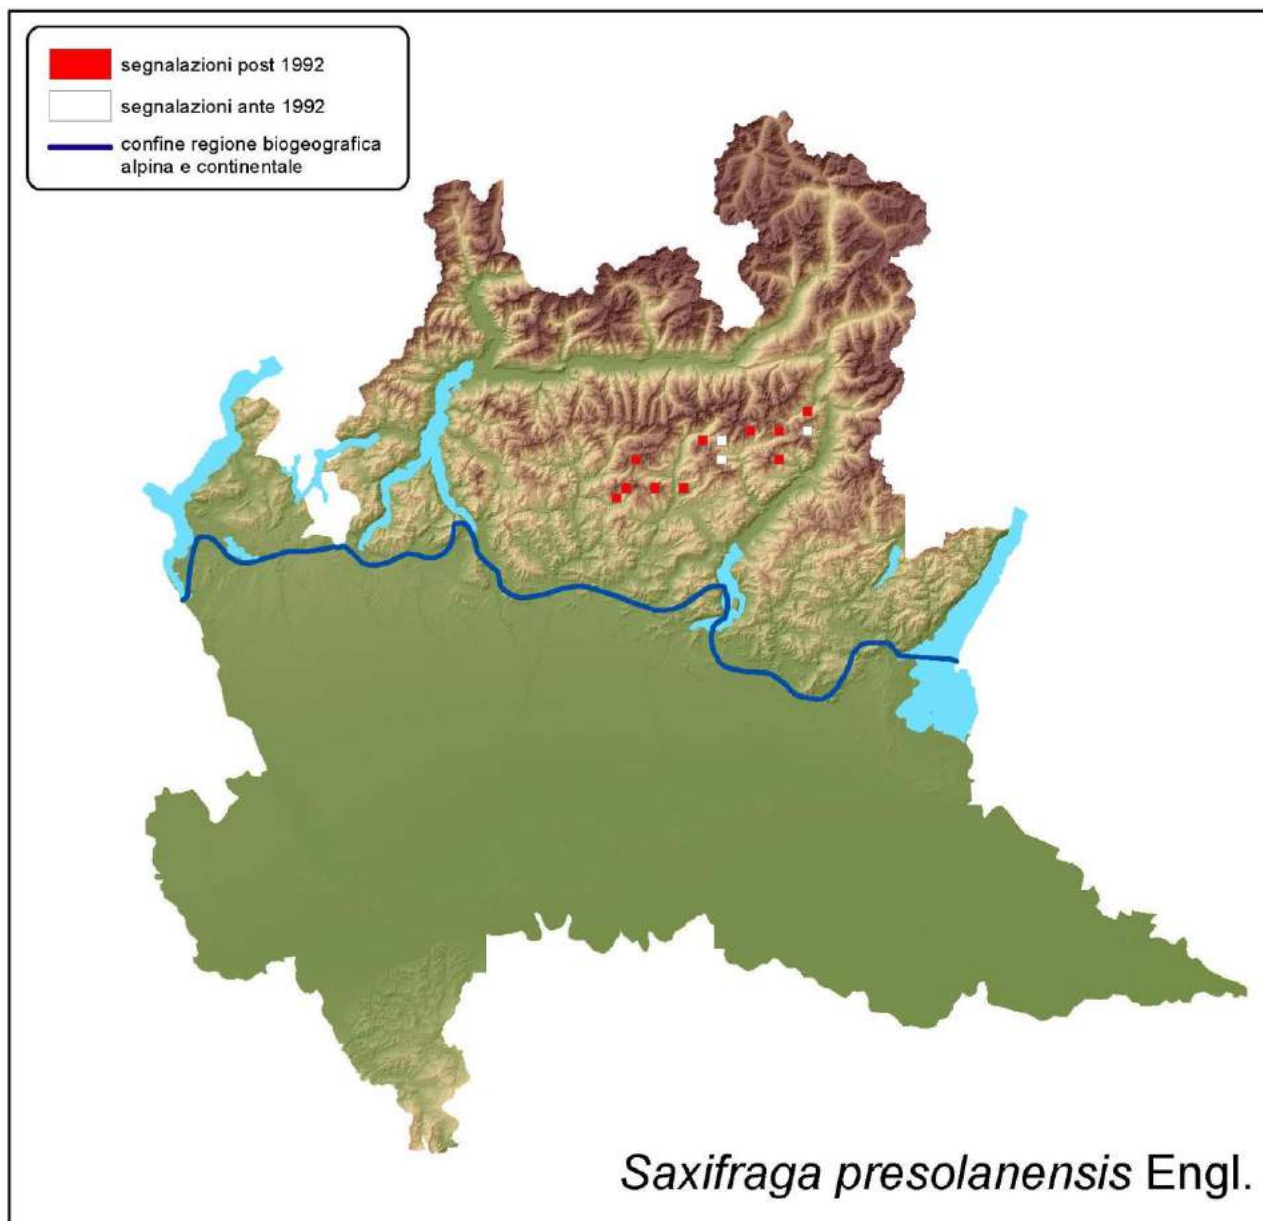 segnalazioni post 1992
segnalazioni ante 1992
confine regione biogeografica
alpina e continentale
Saxifraga presolanensis Engl.